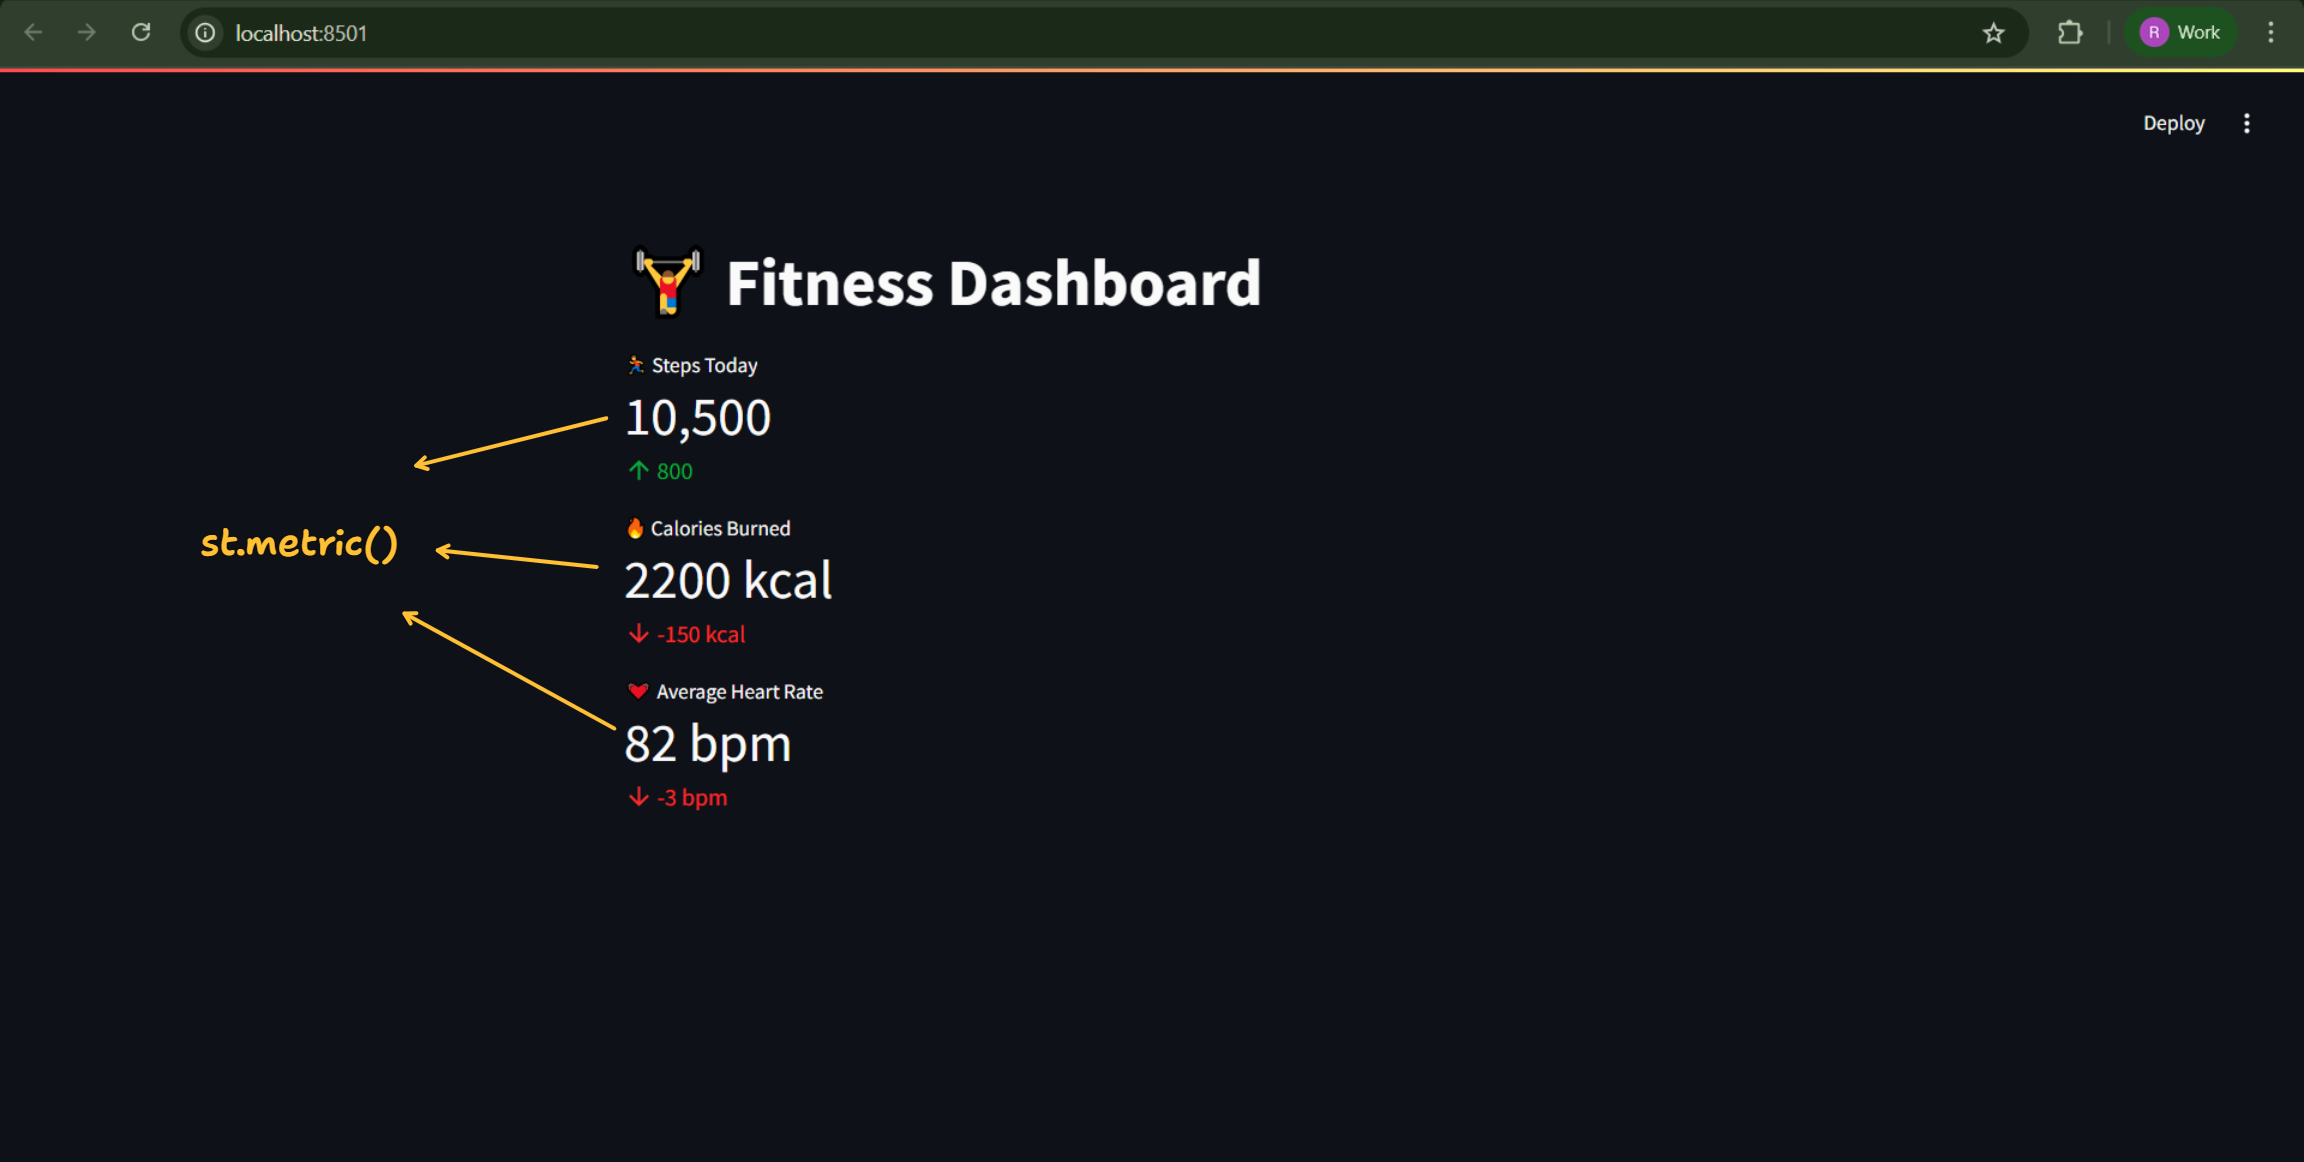 localhost:8501
R Work
Deploy
Fitness Dashboard
Steps Today
10,500
↑ 800
st.metric()
Calories Burned
2200 kcal
↓ -150 kcal
Average Heart Rate
82 bpm
↓ -3 bpm